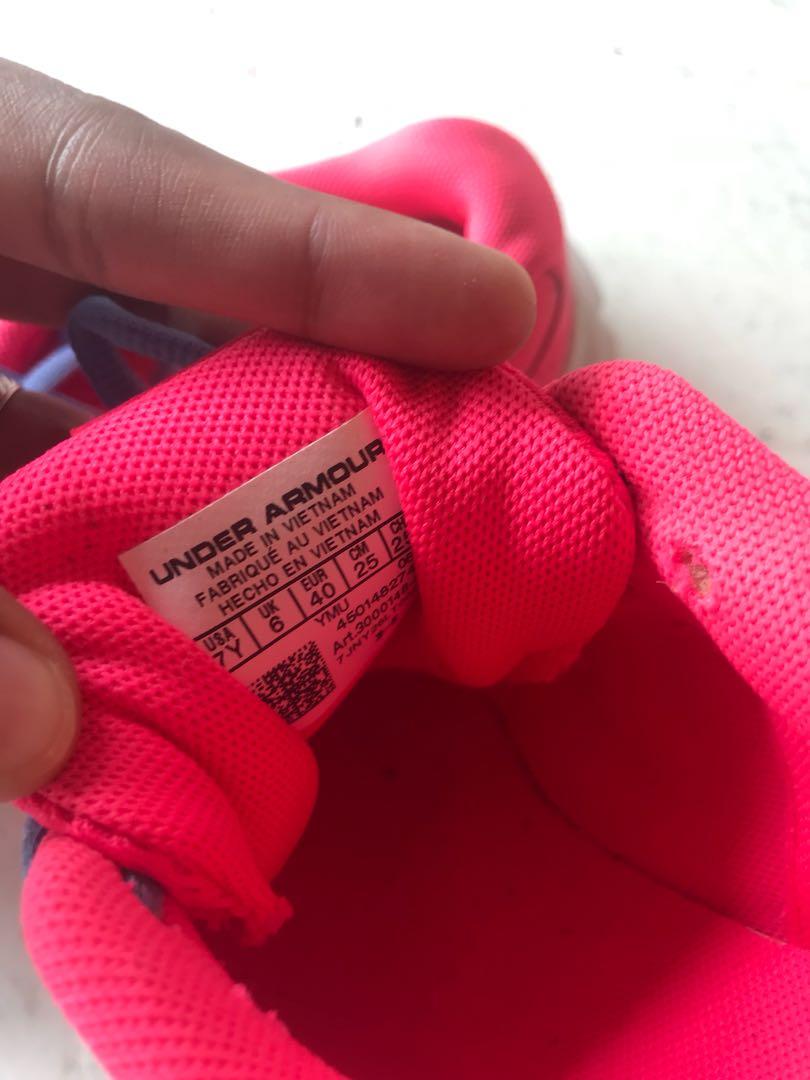 UNDER ARMOUR
MADE IN VIETNAM
FABRIQUÉ AU VIETNAM
HECHO EN VIETNAM
USA UK EUR CM
7Y 6 40 25
YMU